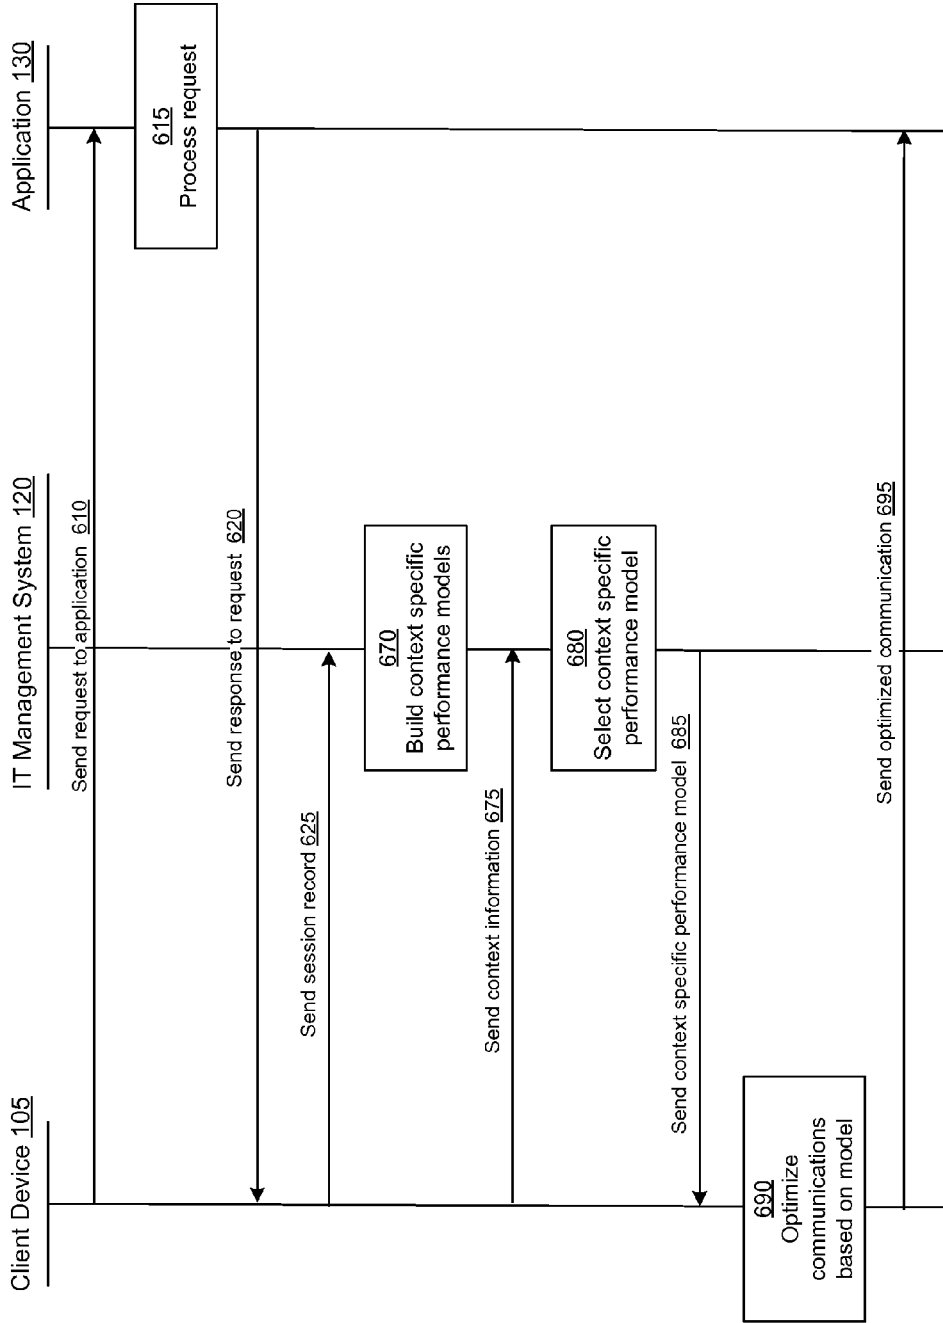 Client Device 105
IT Management System 120
Application 130
Send request to application 610
615
Process request
Send response to request 620
Send session record 625
670
Build context specific
performance models
Send context information 675
680
Select context specific
performance model
Send context specific performance model 685
690
Optimize
communications
based on model
Send optimized communication 695